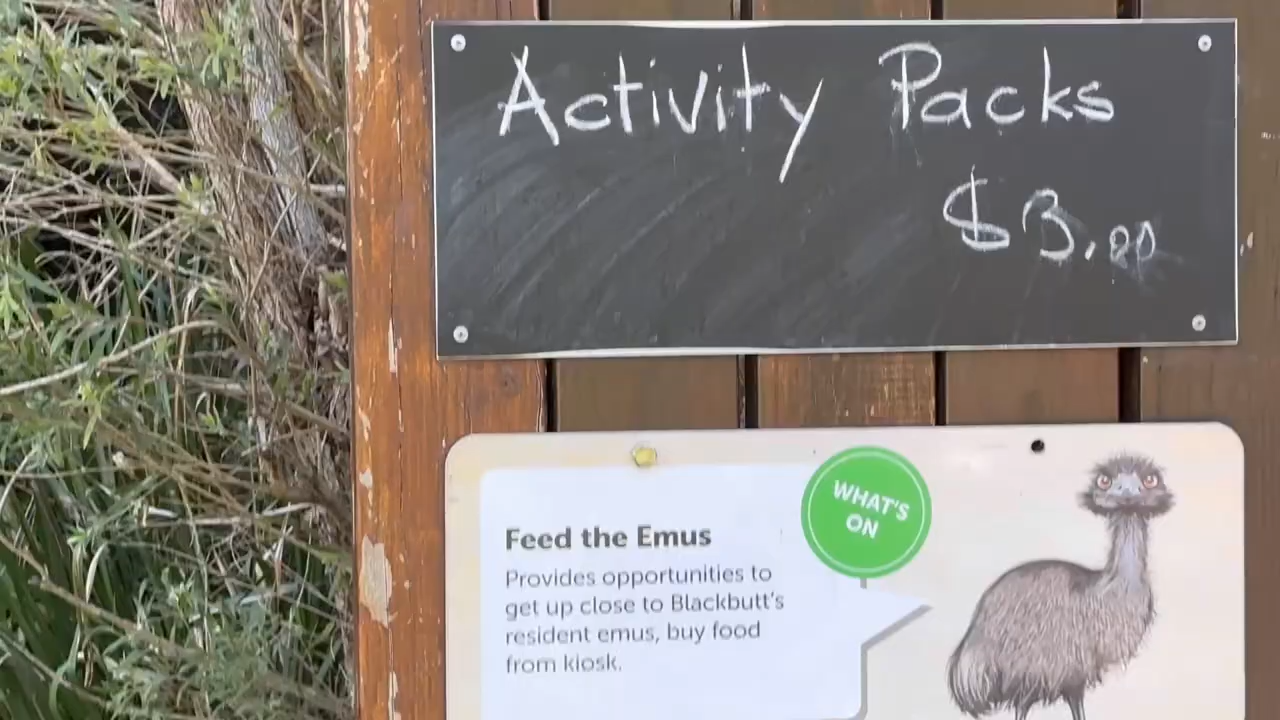 Activity Packs
$3.00
WHAT'S
ON
Feed the Emus
Provides opportunities to
get up close to Blackbutt's
resident emus, buy food
from kiosk.